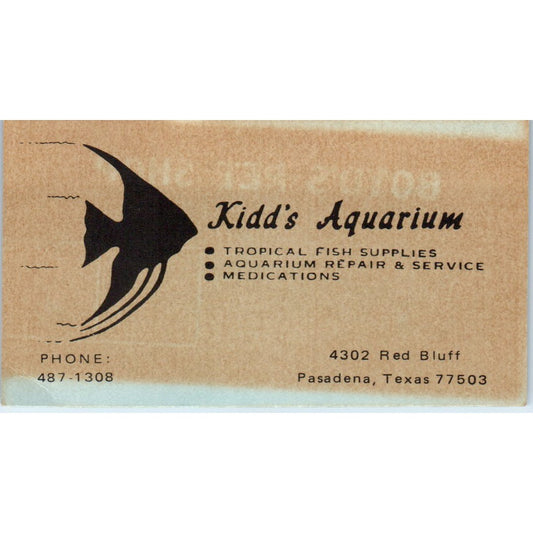 Kidd's Aquarium
• TROPICAL FISH SUPPLIES
• AQUARIUM REPAIR & SERVICE
• MEDICATIONS
PHONE:
487-1308
4302 Red Bluff
Pasadena, Texas 77503